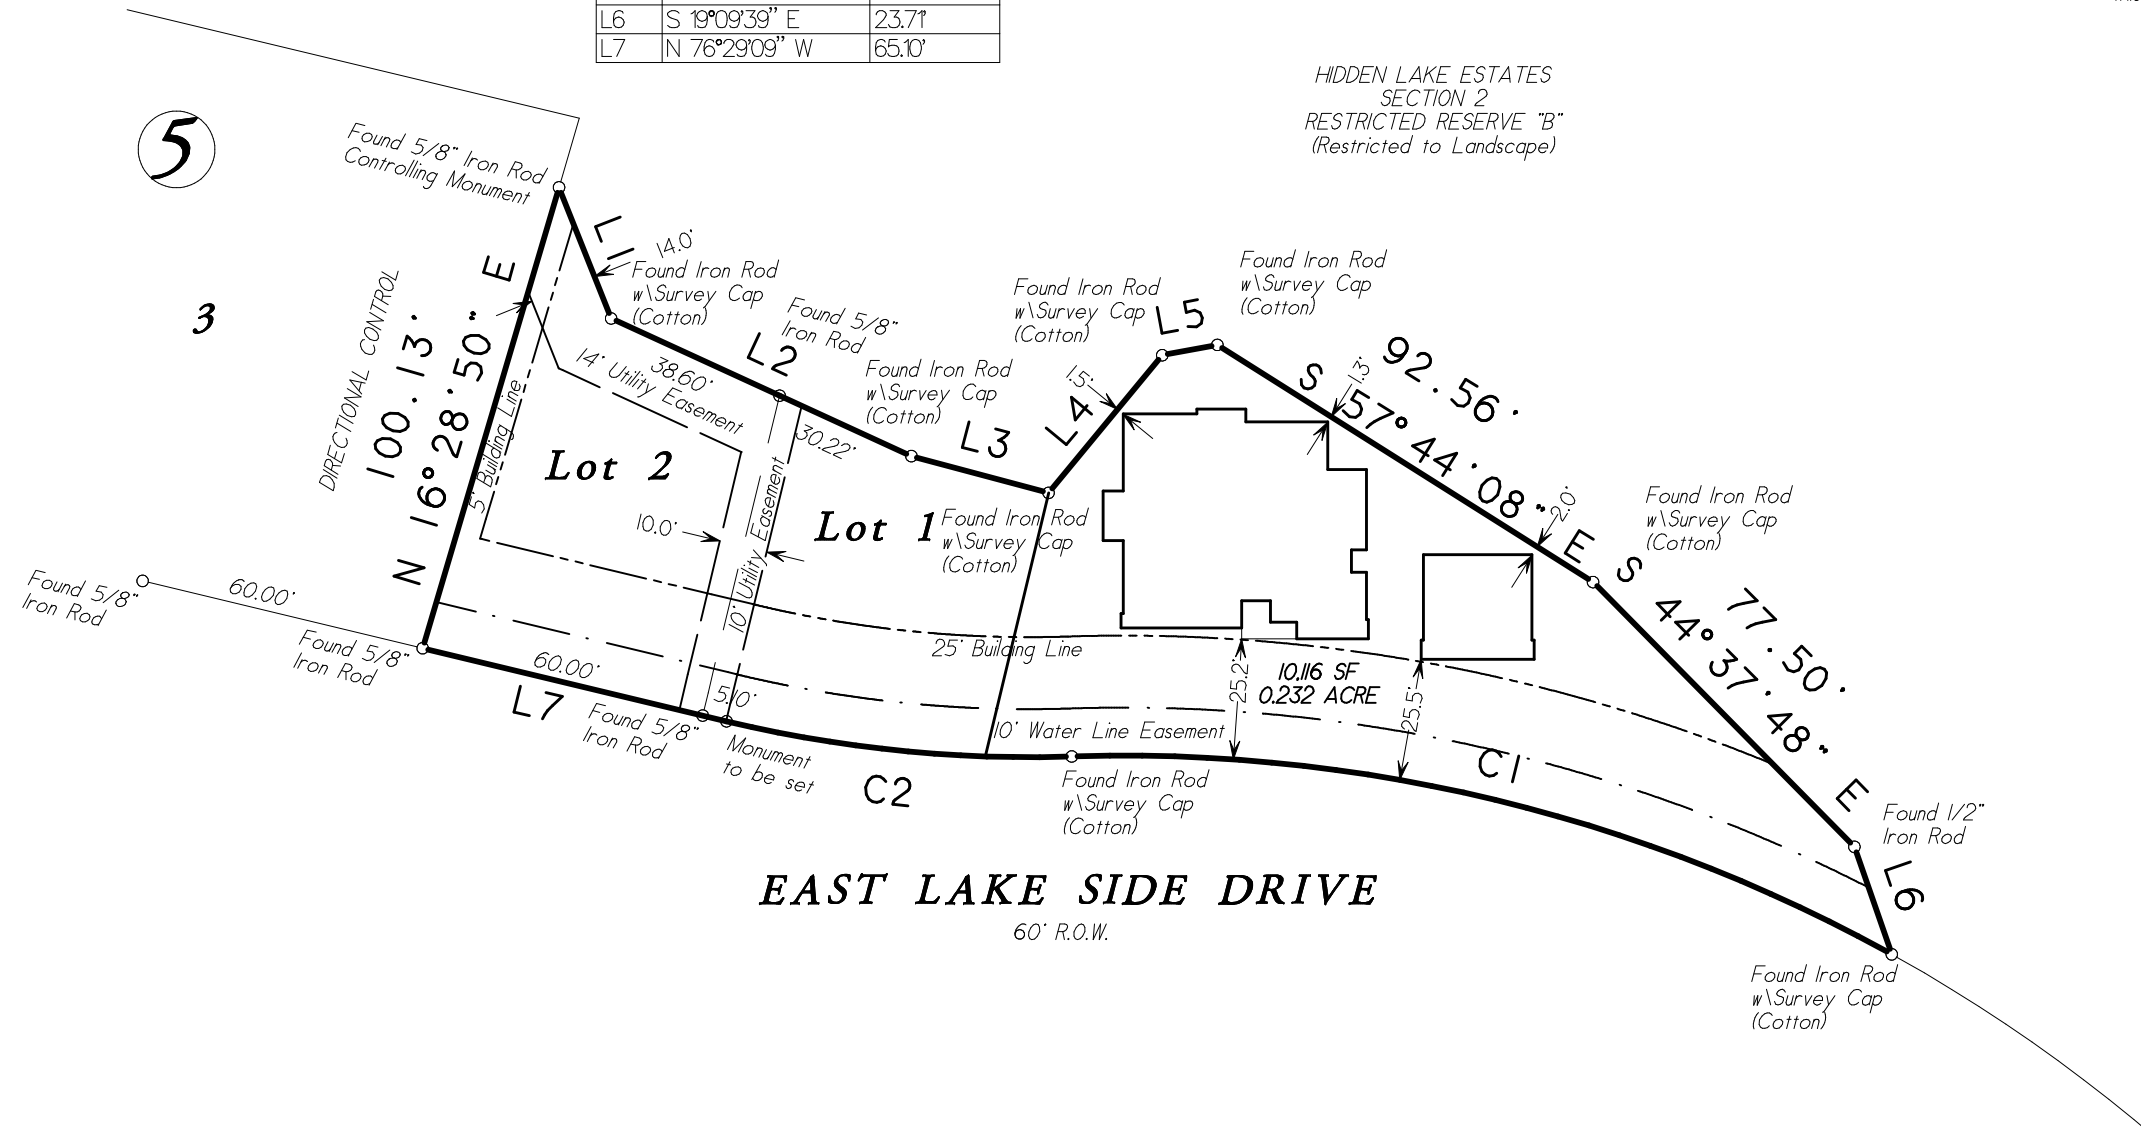 L6 S 19°09'39" E 23.71'
L7 N 76°29'09" W 65.10'
HIDDEN LAKE ESTATES
SECTION 2
RESTRICTED RESERVE "B"
(Restricted to Landscape)
5
3
Found 5/8" Iron Rod
Controlling Monument
DIRECTIONAL CONTROL
100.13'
N 16°28'50" E
5' Building Line
L1
14.0'
Found Iron Rod
w\Survey Cap
(Cotton)
Found 5/8"
Iron Rod
L2
38.60'
14' Utility Easement
30.22'
Found Iron Rod
w\Survey Cap
(Cotton)
L3
Found Iron Rod
w\Survey Cap
(Cotton)
L4
1.5'
L5
Found Iron Rod
w\Survey Cap
(Cotton)
92.56'
S 57°44'08" E
1.3'
2.0'
Found Iron Rod
w\Survey Cap
(Cotton)
77.50'
S 44°37'48" E
Lot 2
Lot 1
Found Iron Rod
w\Survey Cap
(Cotton)
10.0'
10' Utility Easement
Found 5/8"
Iron Rod
60.00'
Found 5/8"
Iron Rod
60.00'
L7
5.10'
Found 5/8"
Iron Rod
Monument
to be set
25' Building Line
10' Water Line Easement
25.2'
10,116 SF
0.232 ACRE
25.5'
C1
C2
Found Iron Rod
w\Survey Cap
(Cotton)
Found 1/2"
Iron Rod
L6
EAST LAKE SIDE DRIVE
60' R.O.W.
Found Iron Rod
w\Survey Cap
(Cotton)